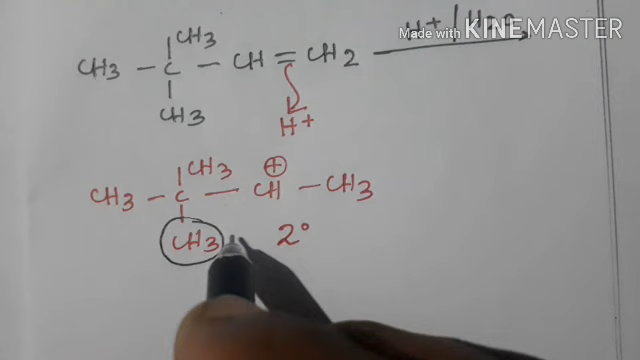 CH3
CH3 – C – CH = CH2
CH3
H+
CH3 ⊕
CH3 – C – CH – CH3
CH3 2°
Made with KINEMASTER